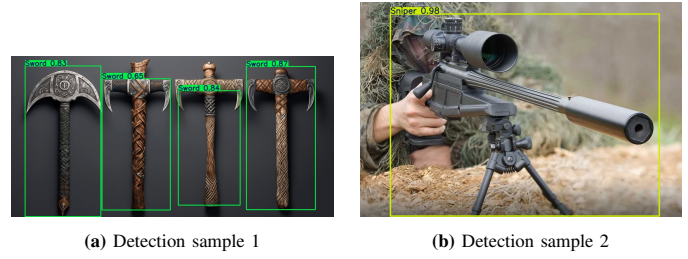 Sword 0.83
Sword 0.65
Sword 0.84
Sword 0.87
Sniper 0.98
(a) Detection sample 1
(b) Detection sample 2